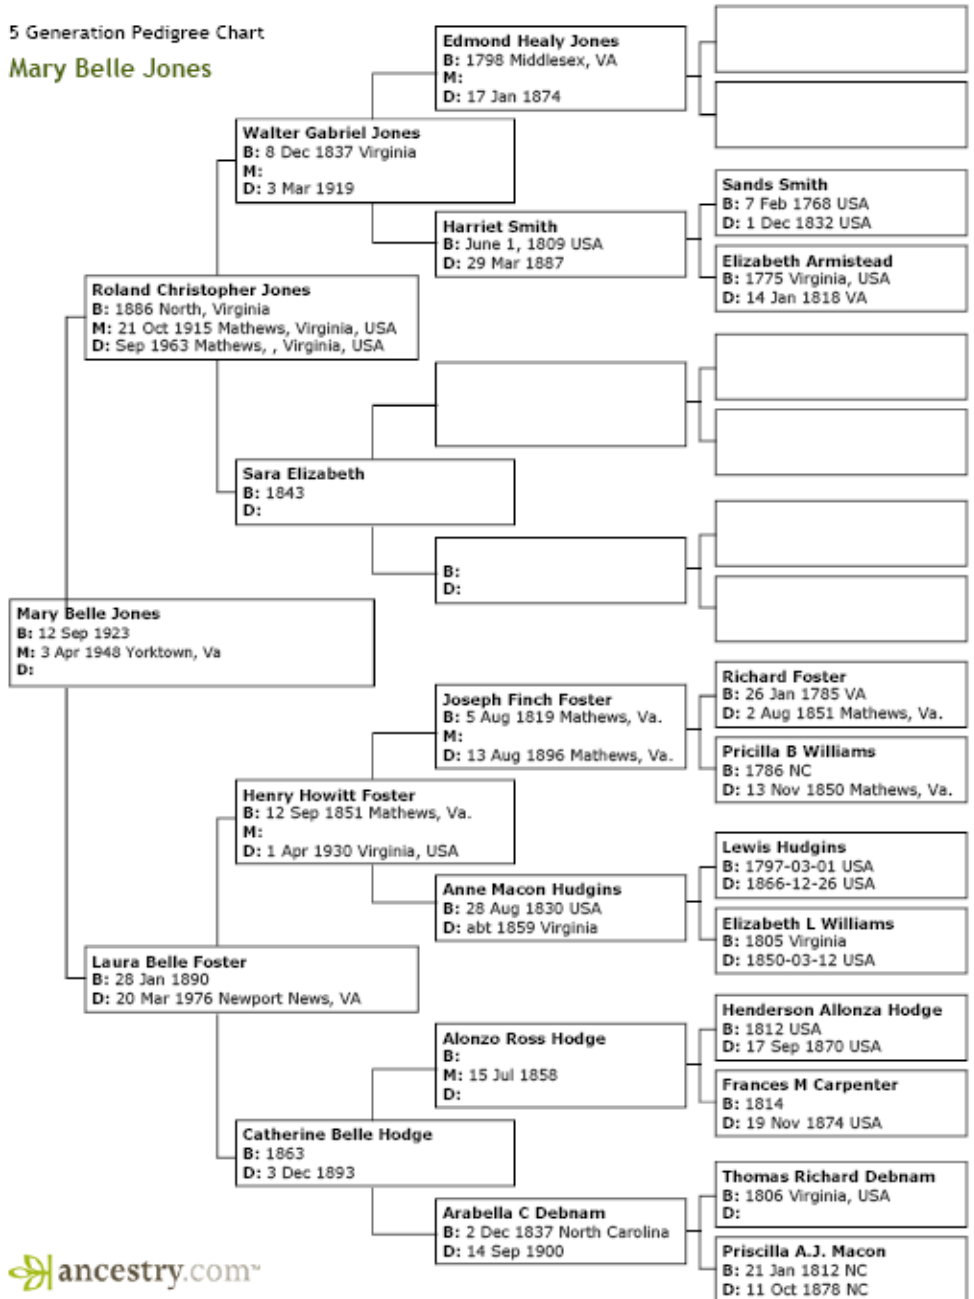 5 Generation Pedigree Chart
Mary Belle Jones
Edmond Healy Jones
B: 1798 Middlesex, VA
M:
D: 17 Jan 1874
Walter Gabriel Jones
B: 8 Dec 1837 Virginia
M:
D: 3 Mar 1919
Sands Smith
B: 7 Feb 1768 USA
D: 1 Dec 1832 USA
Harriet Smith
B: June 1, 1809 USA
D: 29 Mar 1887
Elizabeth Armistead
B: 1775 Virginia, USA
D: 14 Jan 1818 VA
Roland Christopher Jones
B: 1886 North, Virginia
M: 21 Oct 1915 Mathews, Virginia, USA
D: Sep 1963 Mathews, , Virginia, USA
Sara Elizabeth
B: 1843
D:
B:
D:
Mary Belle Jones
B: 12 Sep 1923
M: 3 Apr 1948 Yorktown, Va
D:
Richard Foster
B: 26 Jan 1785 VA
D: 2 Aug 1851 Mathews, Va.
Joseph Finch Foster
B: 5 Aug 1819 Mathews, Va.
M:
D: 13 Aug 1896 Mathews, Va.
Pricilla B Williams
B: 1786 NC
D: 13 Nov 1850 Mathews, Va.
Henry Howitt Foster
B: 12 Sep 1851 Mathews, Va.
M:
D: 1 Apr 1930 Virginia, USA
Lewis Hudgins
B: 1797-03-01 USA
D: 1866-12-26 USA
Anne Macon Hudgins
B: 28 Aug 1830 USA
D: abt 1859 Virginia
Elizabeth L Williams
B: 1805 Virginia
D: 1850-03-12 USA
Laura Belle Foster
B: 28 Jan 1890
D: 20 Mar 1976 Newport News, VA
Henderson Allonza Hodge
B: 1812 USA
D: 17 Sep 1870 USA
Alonzo Ross Hodge
B:
M: 15 Jul 1858
D:
Frances M Carpenter
B: 1814
D: 19 Nov 1874 USA
Catherine Belle Hodge
B: 1863
D: 3 Dec 1893
Thomas Richard Debnam
B: 1806 Virginia, USA
D:
Arabella C Debnam
B: 2 Dec 1837 North Carolina
D: 14 Sep 1900
Priscilla A.J. Macon
B: 21 Jan 1812 NC
D: 11 Oct 1878 NC
ancestry.com℠